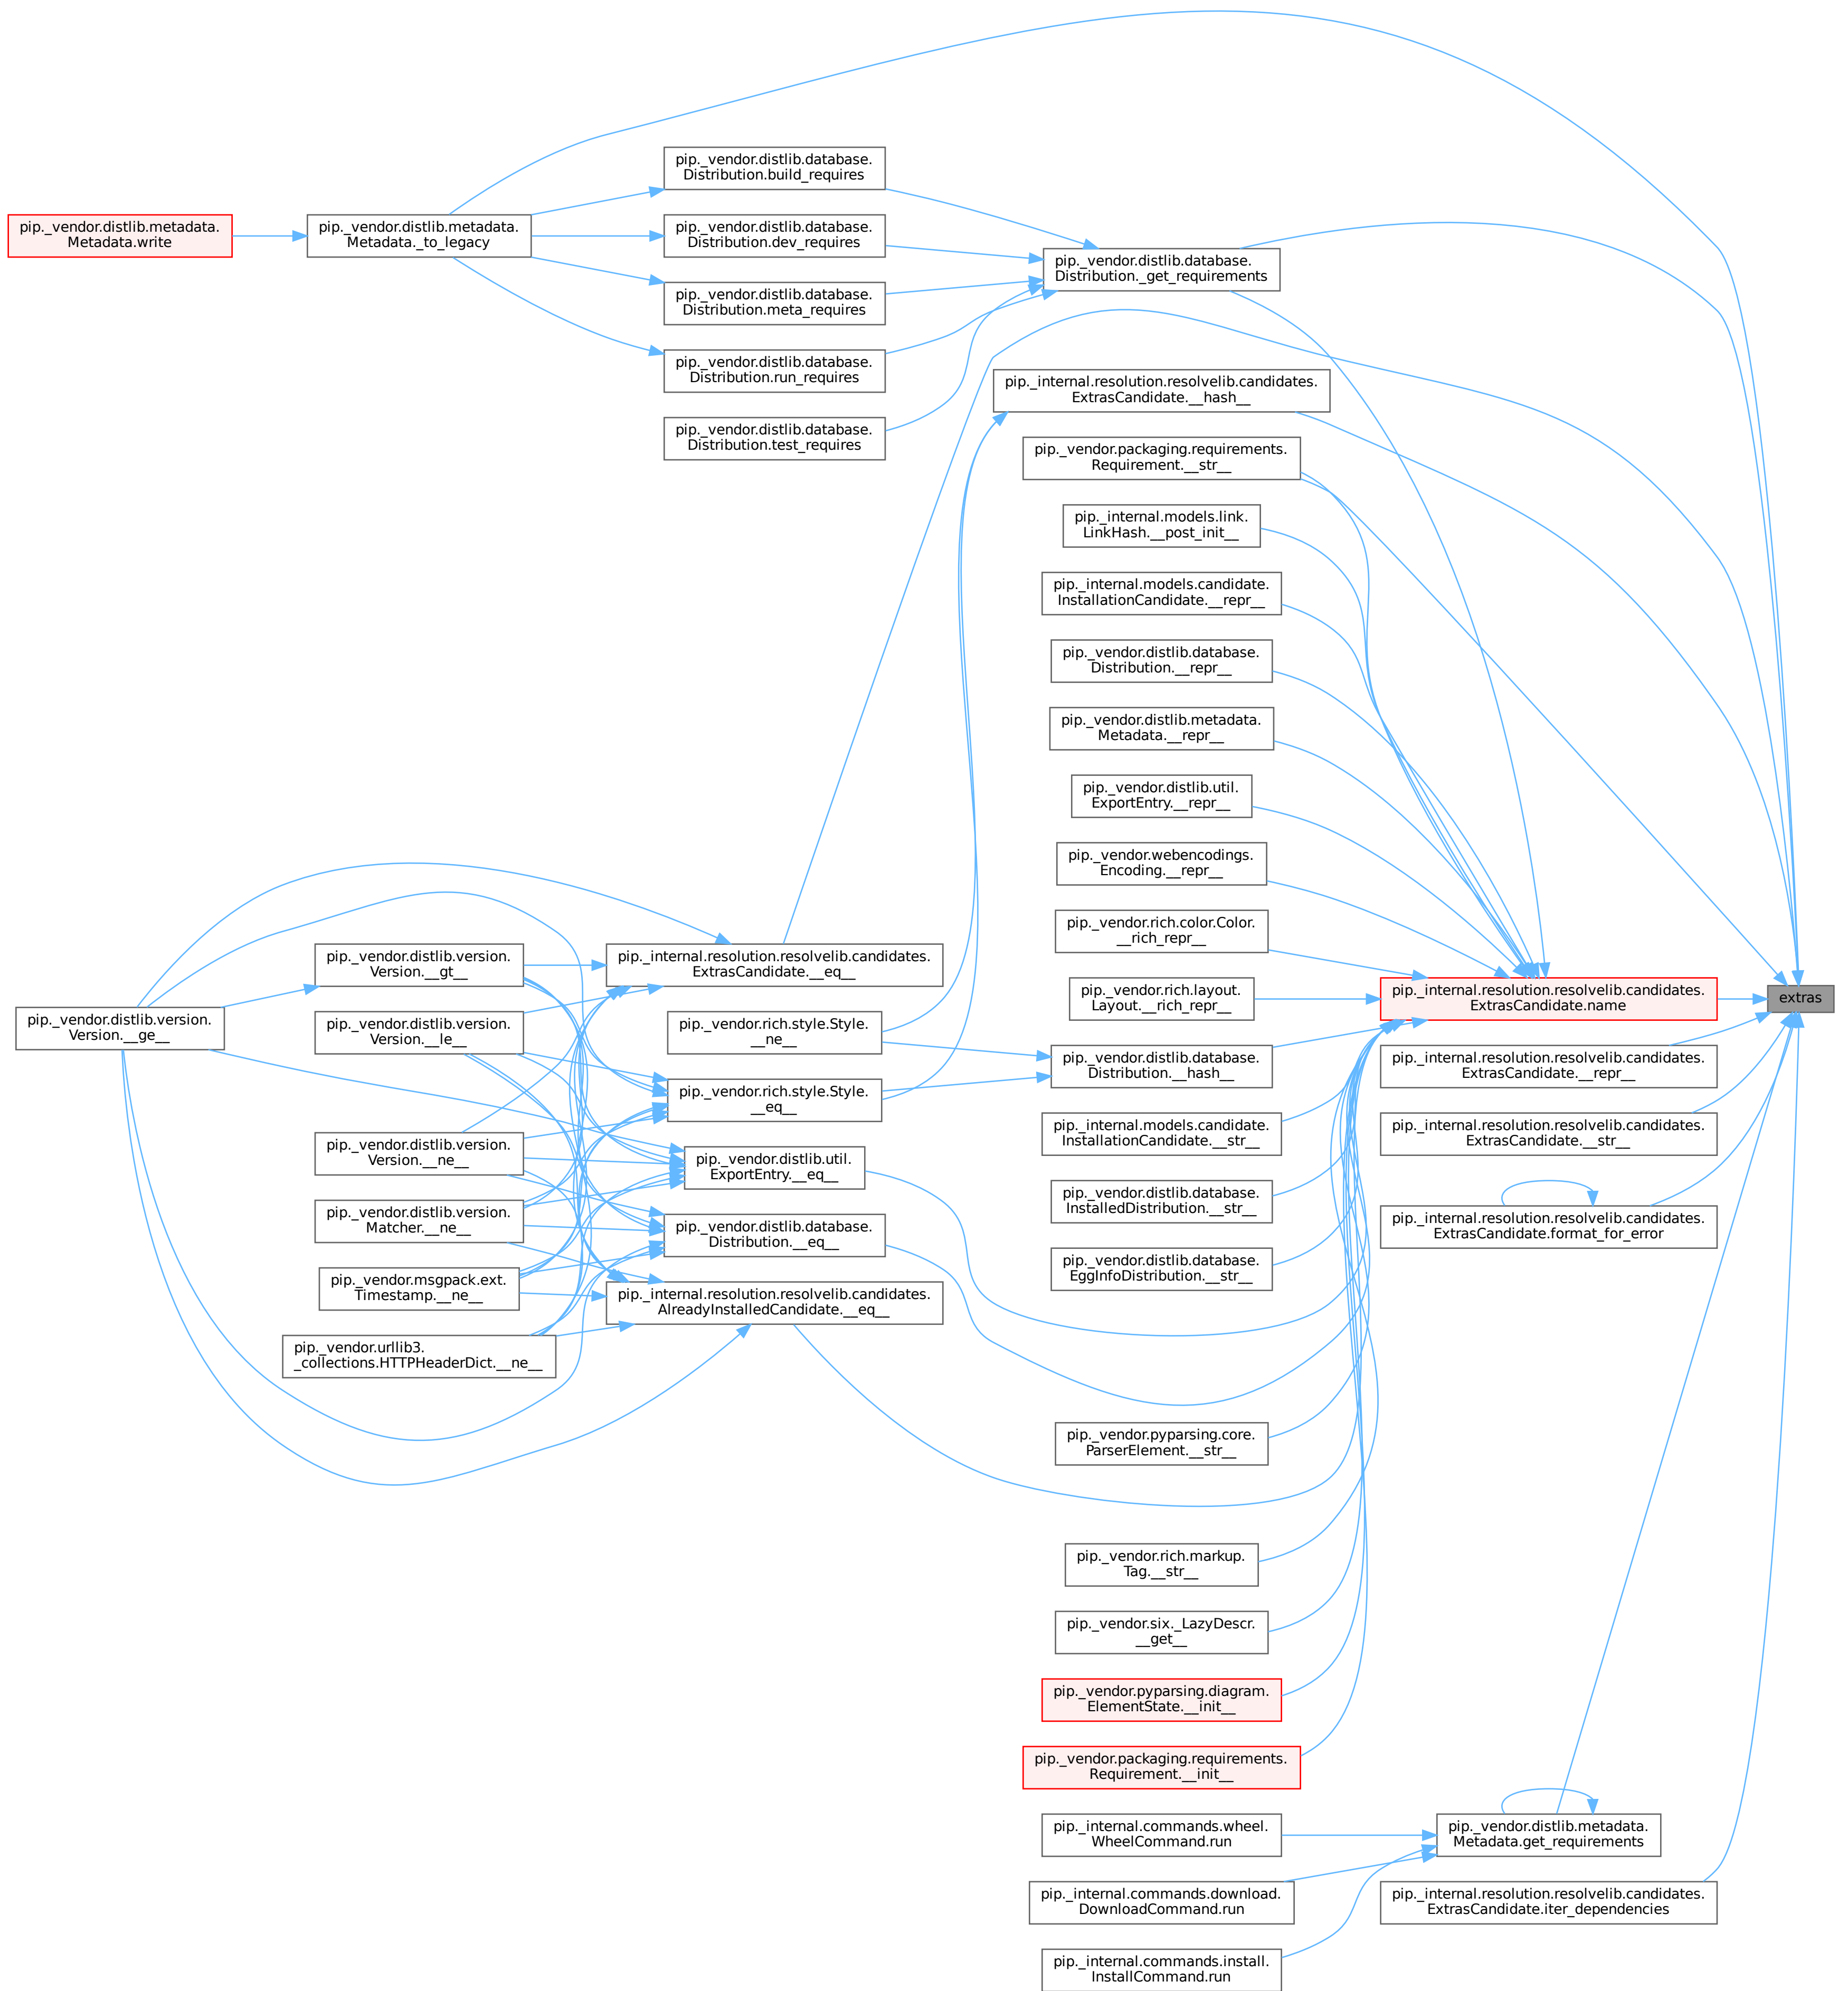 pip._vendor.distlib.database.
Distribution.build_requires
pip._vendor.distlib.metadata.
Metadata.write
pip._vendor.distlib.metadata.
Metadata._to_legacy
pip._vendor.distlib.database.
Distribution.dev_requires
pip._vendor.distlib.database.
Distribution._get_requirements
pip._vendor.distlib.database.
Distribution.meta_requires
pip._vendor.distlib.database.
Distribution.run_requires
pip._internal.resolution.resolvelib.candidates.
ExtrasCandidate.__hash__
pip._vendor.distlib.database.
Distribution.test_requires
pip._vendor.packaging.requirements.
Requirement.__str__
pip._internal.models.link.
LinkHash.__post_init__
pip._internal.models.candidate.
InstallationCandidate.__repr__
pip._vendor.distlib.database.
Distribution.__repr__
pip._vendor.distlib.metadata.
Metadata.__repr__
pip._vendor.distlib.util.
ExportEntry.__repr__
pip._vendor.webencodings.
Encoding.__repr__
pip._vendor.rich.color.Color.
__rich_repr__
pip._vendor.distlib.version.
Version.__gt__
pip._internal.resolution.resolvelib.candidates.
ExtrasCandidate.__eq__
pip._vendor.rich.layout.
Layout.__rich_repr__
pip._internal.resolution.resolvelib.candidates.
ExtrasCandidate.name
extras
pip._vendor.distlib.version.
Version.__ge__
pip._vendor.distlib.version.
Version.__le__
pip._vendor.rich.style.Style.
__ne__
pip._vendor.distlib.database.
Distribution.__hash__
pip._internal.resolution.resolvelib.candidates.
ExtrasCandidate.__repr__
pip._vendor.rich.style.Style.
__eq__
pip._internal.models.candidate.
InstallationCandidate.__str__
pip._internal.resolution.resolvelib.candidates.
ExtrasCandidate.__str__
pip._vendor.distlib.version.
Version.__ne__
pip._vendor.distlib.util.
ExportEntry.__eq__
pip._vendor.distlib.database.
InstalledDistribution.__str__
pip._vendor.distlib.version.
Matcher.__ne__
pip._vendor.distlib.database.
Distribution.__eq__
pip._internal.resolution.resolvelib.candidates.
ExtrasCandidate.format_for_error
pip._vendor.distlib.database.
EggInfoDistribution.__str__
pip._vendor.msgpack.ext.
Timestamp.__ne__
pip._internal.resolution.resolvelib.candidates.
AlreadyInstalledCandidate.__eq__
pip._vendor.urllib3.
_collections.HTTPHeaderDict.__ne__
pip._vendor.pyparsing.core.
ParserElement.__str__
pip._vendor.rich.markup.
Tag.__str__
pip._vendor.six._LazyDescr.
__get__
pip._vendor.pyparsing.diagram.
ElementState.__init__
pip._vendor.packaging.requirements.
Requirement.__init__
pip._internal.commands.wheel.
WheelCommand.run
pip._vendor.distlib.metadata.
Metadata.get_requirements
pip._internal.commands.download.
DownloadCommand.run
pip._internal.resolution.resolvelib.candidates.
ExtrasCandidate.iter_dependencies
pip._internal.commands.install.
InstallCommand.run